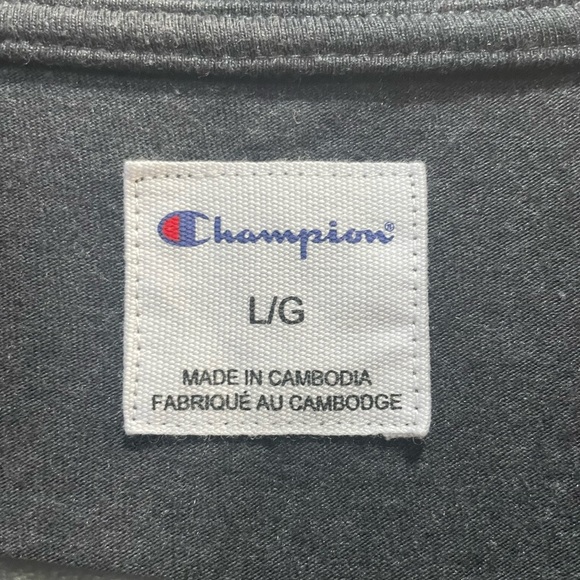 Champion®
L/G
MADE IN CAMBODIA
FABRIQUÉ AU CAMBODGE